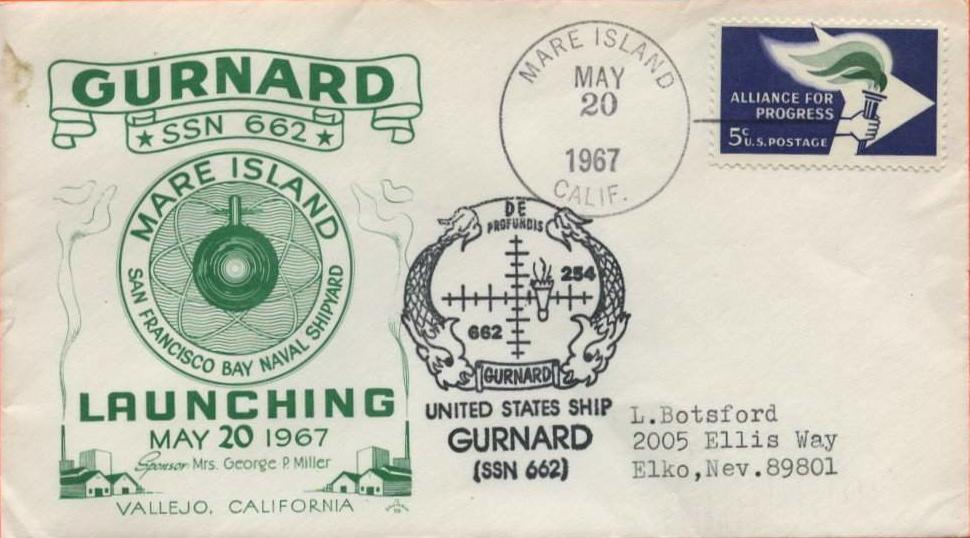 GURNARD
SSN 662
MARE ISLAND
SAN FRANCISCO BAY NAVAL SHIPYARD
LAUNCHING
MAY 20 1967
Sponsor Mrs. George P. Miller
VALLEJO, CALIFORNIA
MARE ISLAND
MAY
20
1967
CALIF.
ALLIANCE FOR
PROGRESS
5c U.S. POSTAGE
DE
PROFUNDIS
254
662
GURNARD
UNITED STATES SHIP
GURNARD
(SSN 662)
L.Botsford
2005 Ellis Way
Elko,Nev.89801